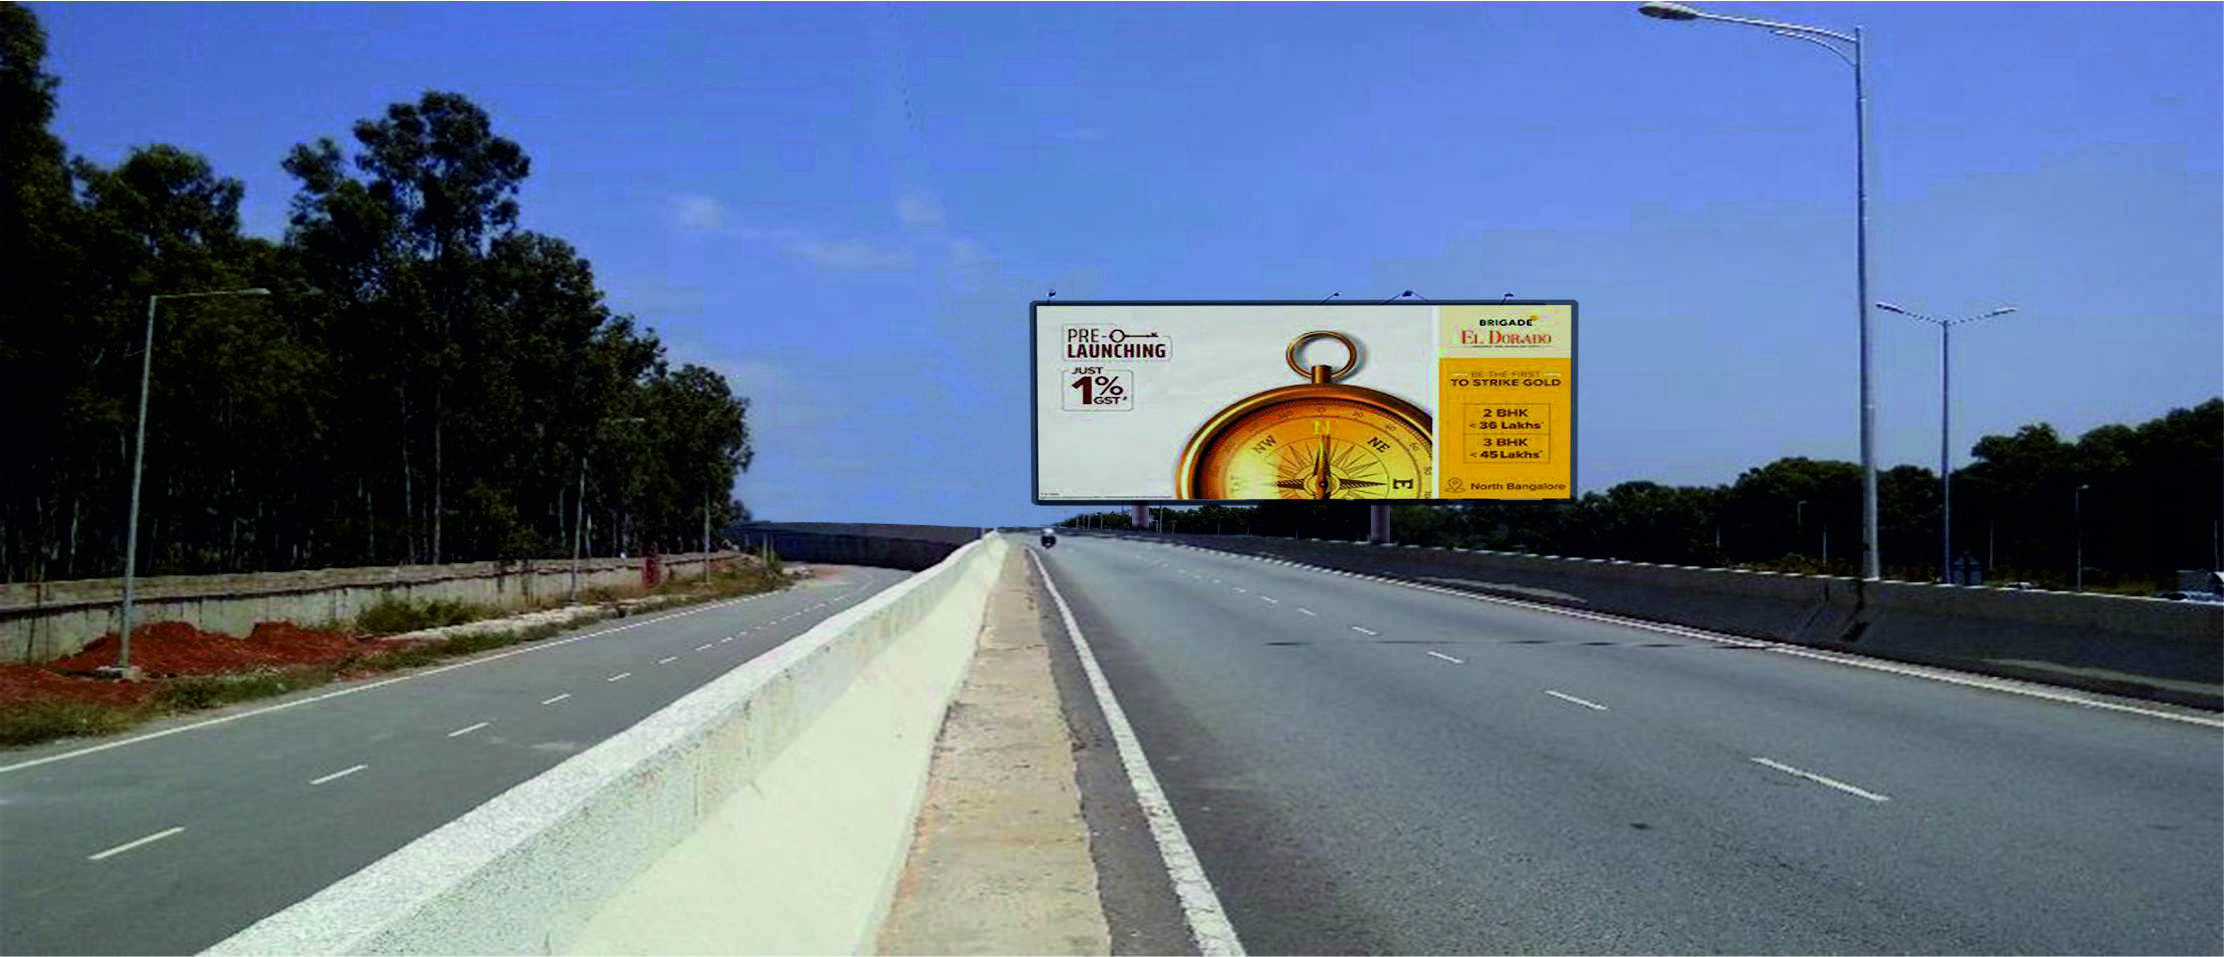 PRE-
LAUNCHING
JUST
1%
GST*
N
NW
NE
E
BRIGADE
EL DORADO
BE THE FIRST
TO STRIKE GOLD
2 BHK
< 36 Lakhs*
3 BHK
< 45 Lakhs*
North Bangalore